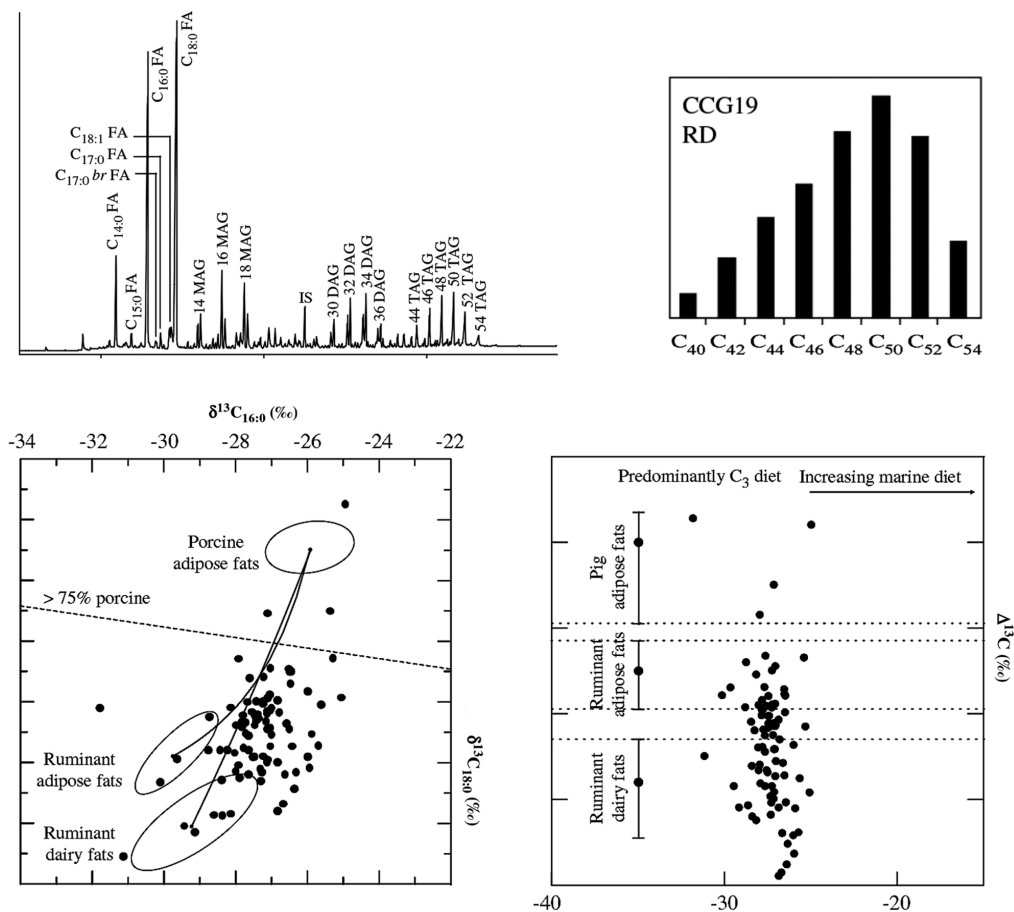 C₁₄:₀ FA
C₁₅:₀ FA
C₁₆:₀ FA
C₁₈:₀ FA
C₁₈:₁ FA
C₁₇:₀ FA
C₁₇:₀ br FA
14 MAG
16 MAG
18 MAG
IS
30 DAG
32 DAG
34 DAG
36 DAG
44 TAG
46 TAG
48 TAG
50 TAG
52 TAG
54 TAG
CCG19
RD
C₄₀ C₄₂ C₄₄ C₄₆ C₄₈ C₅₀ C₅₂ C₅₄
δ¹³C₁₆:₀ (‰)
-34 -32 -30 -28 -26 -24 -22
Porcine
adipose fats
> 75% porcine
Ruminant
adipose fats
Ruminant
dairy fats
δ¹³C₁₈:₀ (‰)
Predominantly C₃ diet Increasing marine diet
Pig
adipose fats
Ruminant
adipose fats
Ruminant
dairy fats
Δ¹³C (‰)
-40 -30 -20